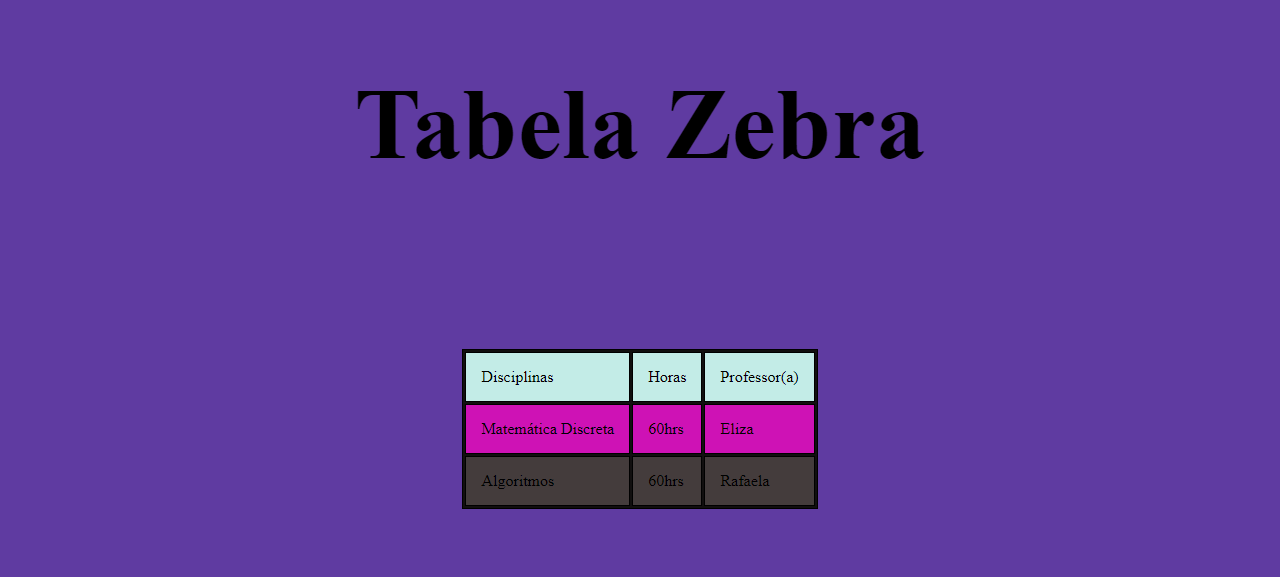 Tabela Zebra
Disciplinas Horas Professor(a)
Matemática Discreta 60hrs Eliza
Algoritmos 60hrs Rafaela